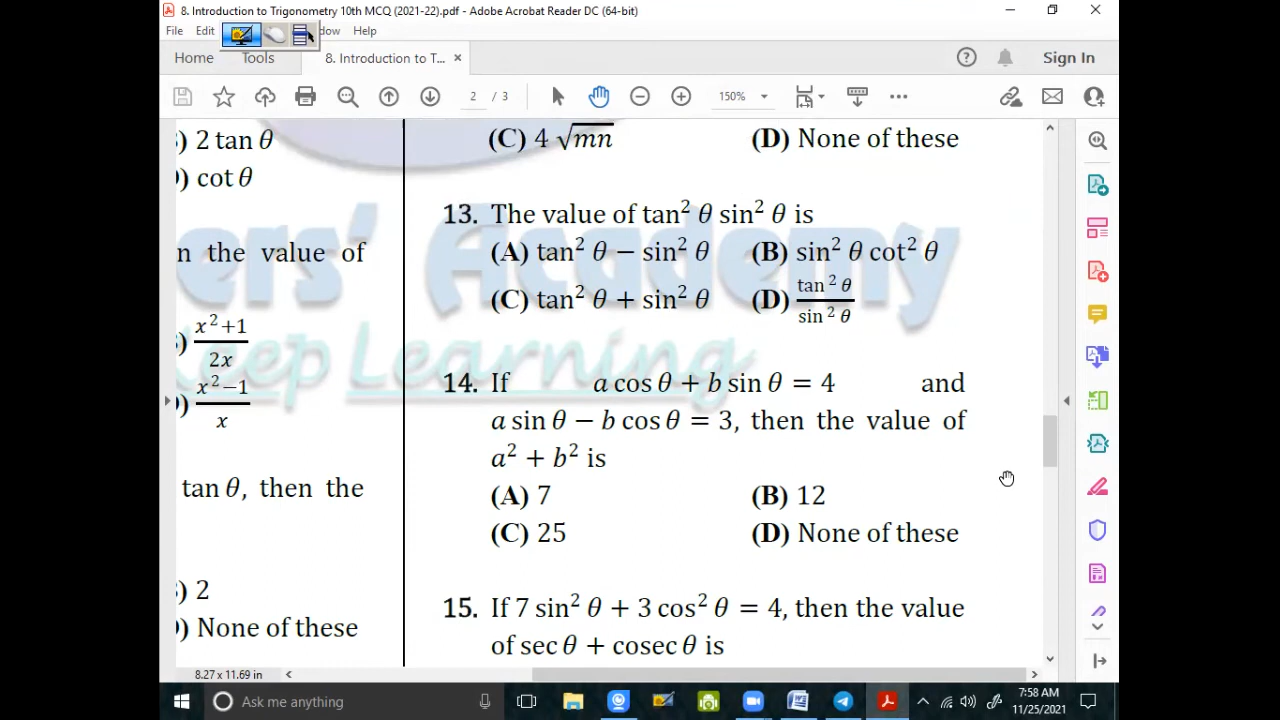 8. Introduction to Trigonometry 10th MCQ (2021-22).pdf - Adobe Acrobat Reader DC (64-bit)
File Edit dow Help
Home Tools 8. Introduction to T... × Sign In
2 / 3 150%
) 2 tan θ
) cot θ
n the value of
) x²+1 / 2x
) x²−1 / x
tan θ, then the
) 2
) None of these
(C) 4 √mn (D) None of these
13. The value of tan² θ sin² θ is
(A) tan² θ − sin² θ (B) sin² θ cot² θ
(C) tan² θ + sin² θ (D) tan² θ / sin² θ
14. If a cos θ + b sin θ = 4 and
a sin θ − b cos θ = 3, then the value of
a² + b² is
(A) 7 (B) 12
(C) 25 (D) None of these
15. If 7 sin² θ + 3 cos² θ = 4, then the value
of sec θ + cosec θ is
ers' Academy
Keep Learning
8.27 x 11.69 in
Ask me anything
7:58 AM
11/25/2021